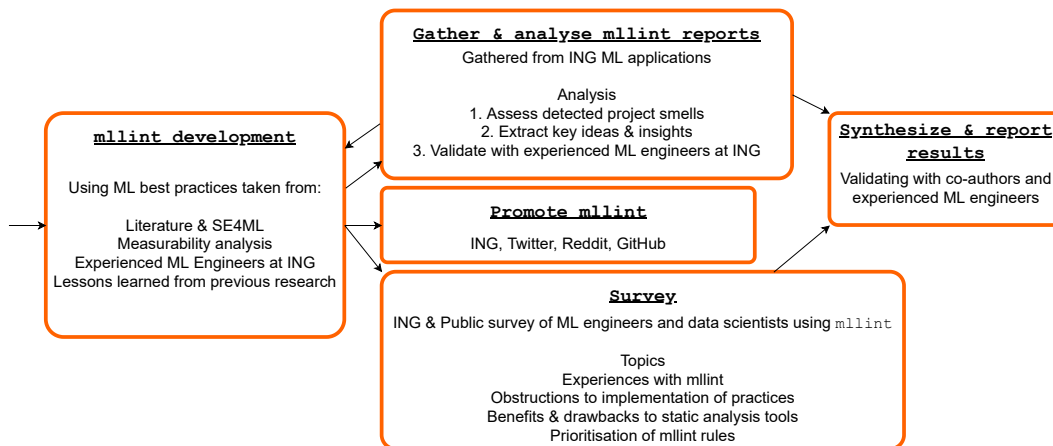 mllint development
Using ML best practices taken from:
Literature & SE4ML
Measurability analysis
Experienced ML Engineers at ING
Lessons learned from previous research
Gather & analyse mllint reports
Gathered from ING ML applications
Analysis
1. Assess detected project smells
2. Extract key ideas & insights
3. Validate with experienced ML engineers at ING
Promote mllint
ING, Twitter, Reddit, GitHub
Survey
ING & Public survey of ML engineers and data scientists using mllint
Topics
Experiences with mllint
Obstructions to implementation of practices
Benefits & drawbacks to static analysis tools
Prioritisation of mllint rules
Synthesize & report
results
Validating with co-authors and
experienced ML engineers